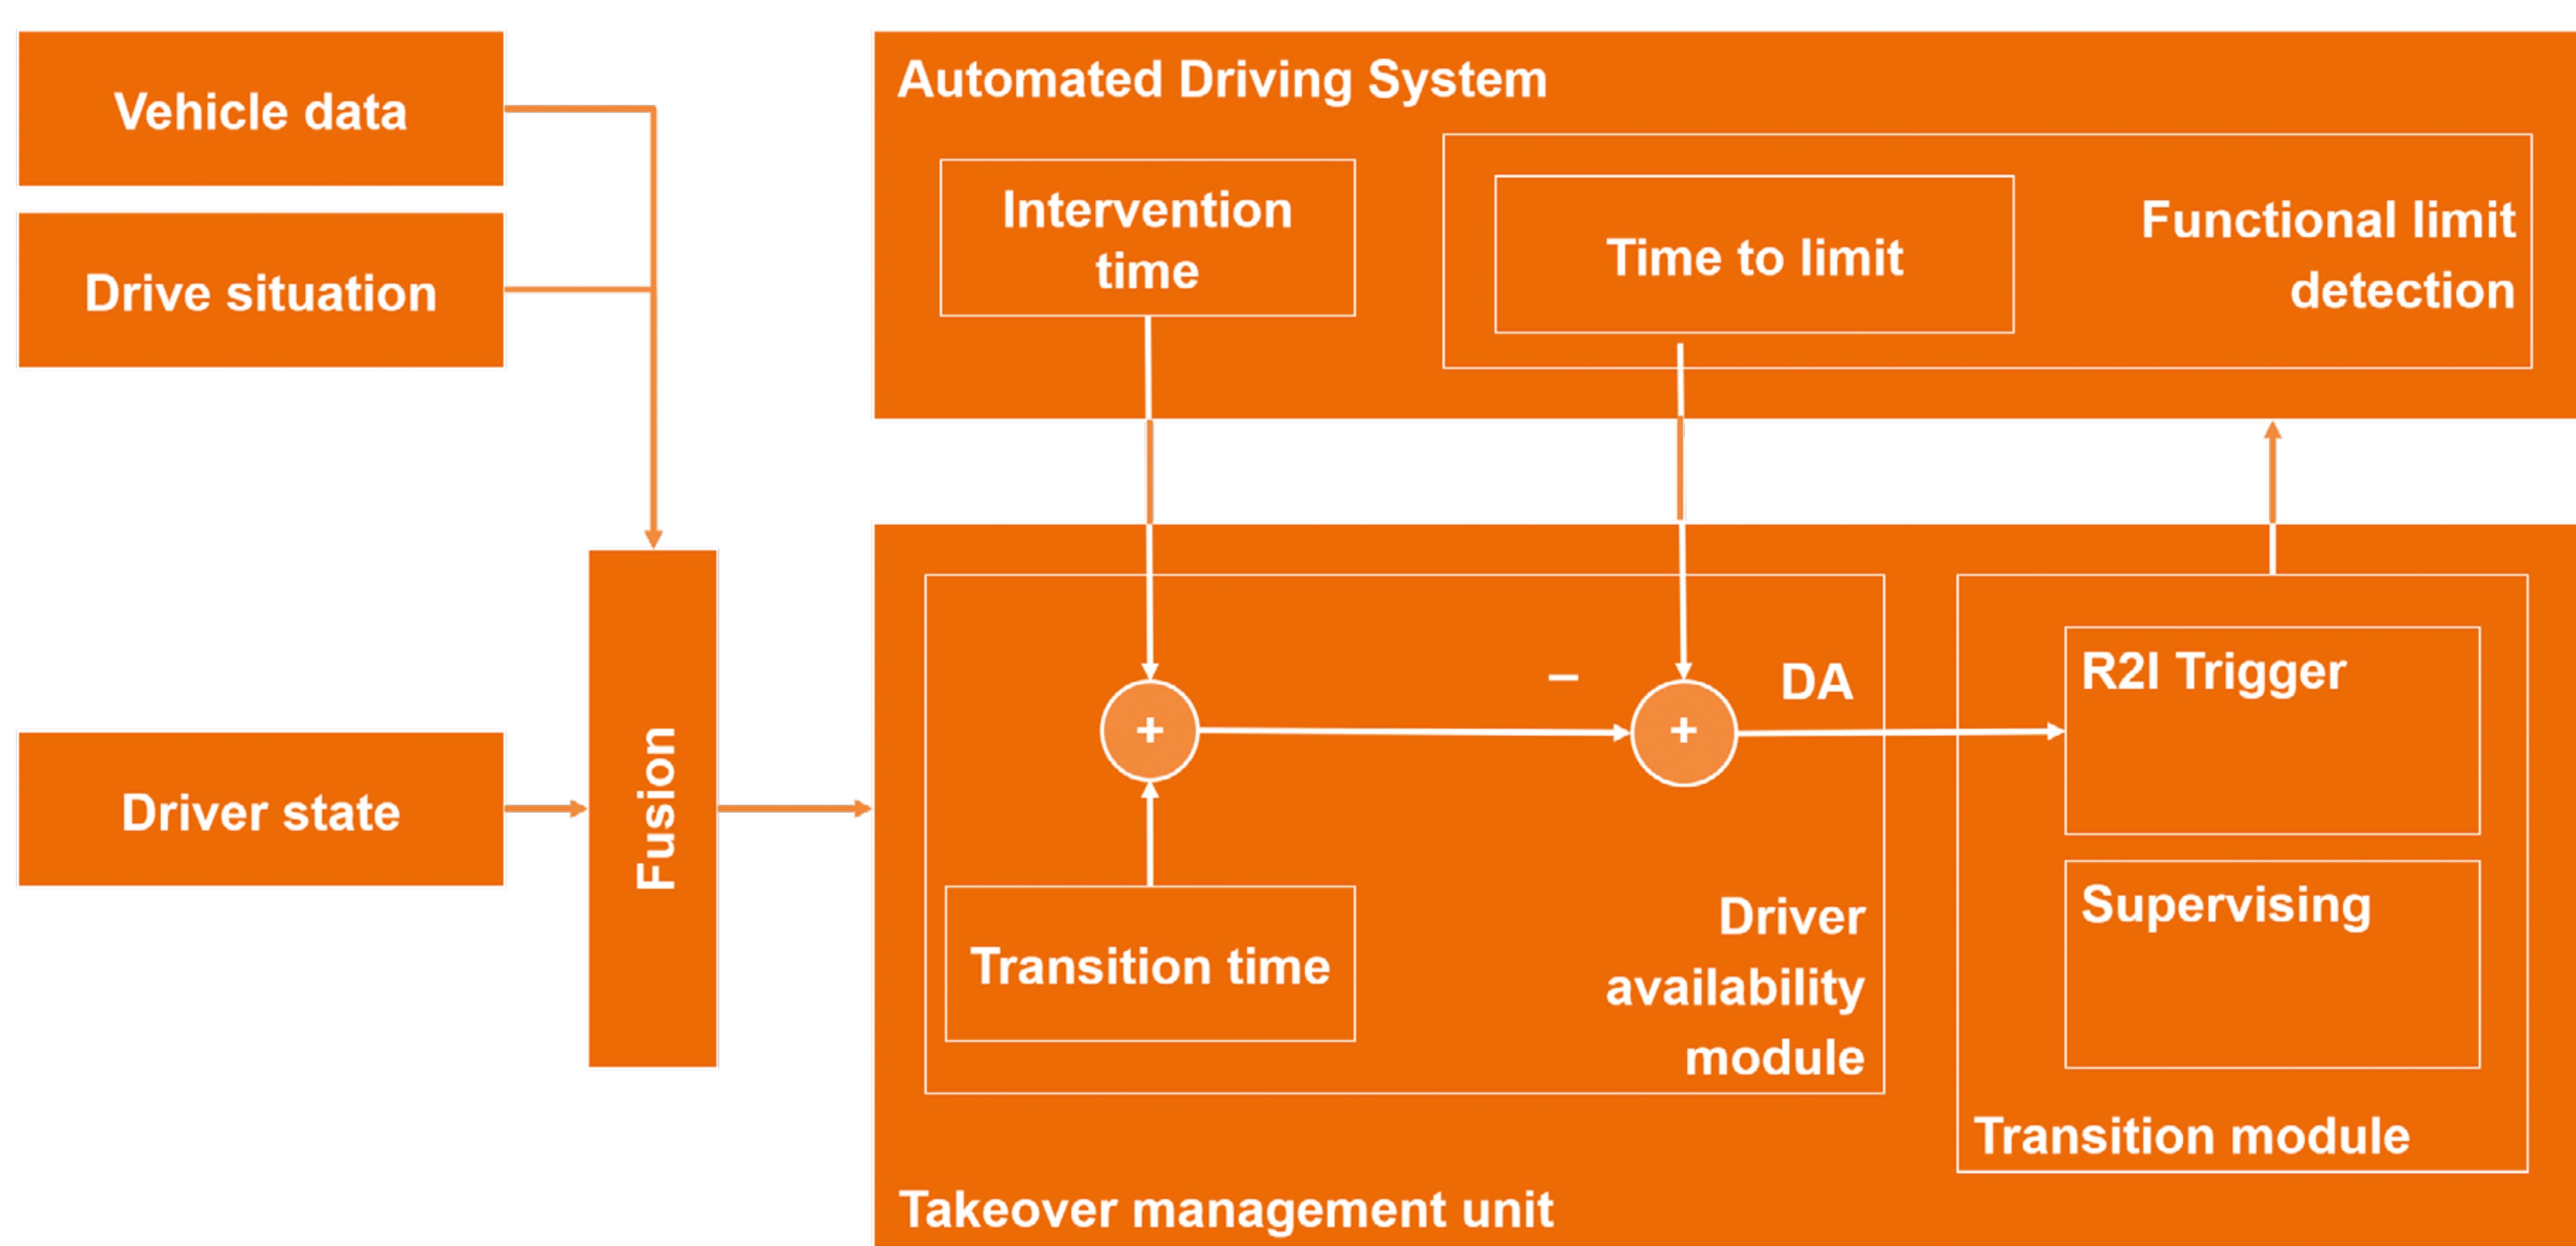 Vehicle data
Drive situation
Driver state
Fusion
Automated Driving System
Intervention
time
Time to limit
Functional limit
detection
+
–
+
DA
Transition time
Driver
availability
module
R2I Trigger
Supervising
Transition module
Takeover management unit